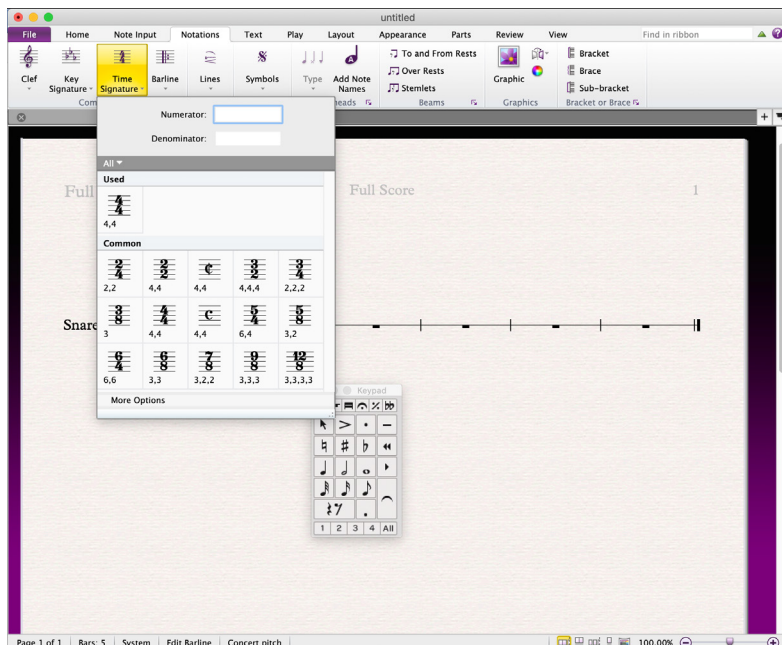 untitled
File Home Note Input Notations Text Play Layout Appearance Parts Review View Find in ribbon
Clef
Key Signature
Time Signature
Barline
Lines
Symbols
Type
Add Note Names
To and From Rests
Over Rests
Stemlets
Beams
Graphic
Graphics
Bracket
Brace
Sub-bracket
Bracket or Brace
Numerator:
Denominator:
All
Used
4,4
Common
2,2 4,4 4,4 4,4,4 2,2,2
3 4,4 4,4 6,4 3,2
6,6 3,3 3,2,2 3,3,3 3,3,3,3
More Options
Full Full Score 1
Snare
Keypad
1 2 3 4 All
Page 1 of 1 Bars: 5 System Edit Barline Concert pitch 100.00%